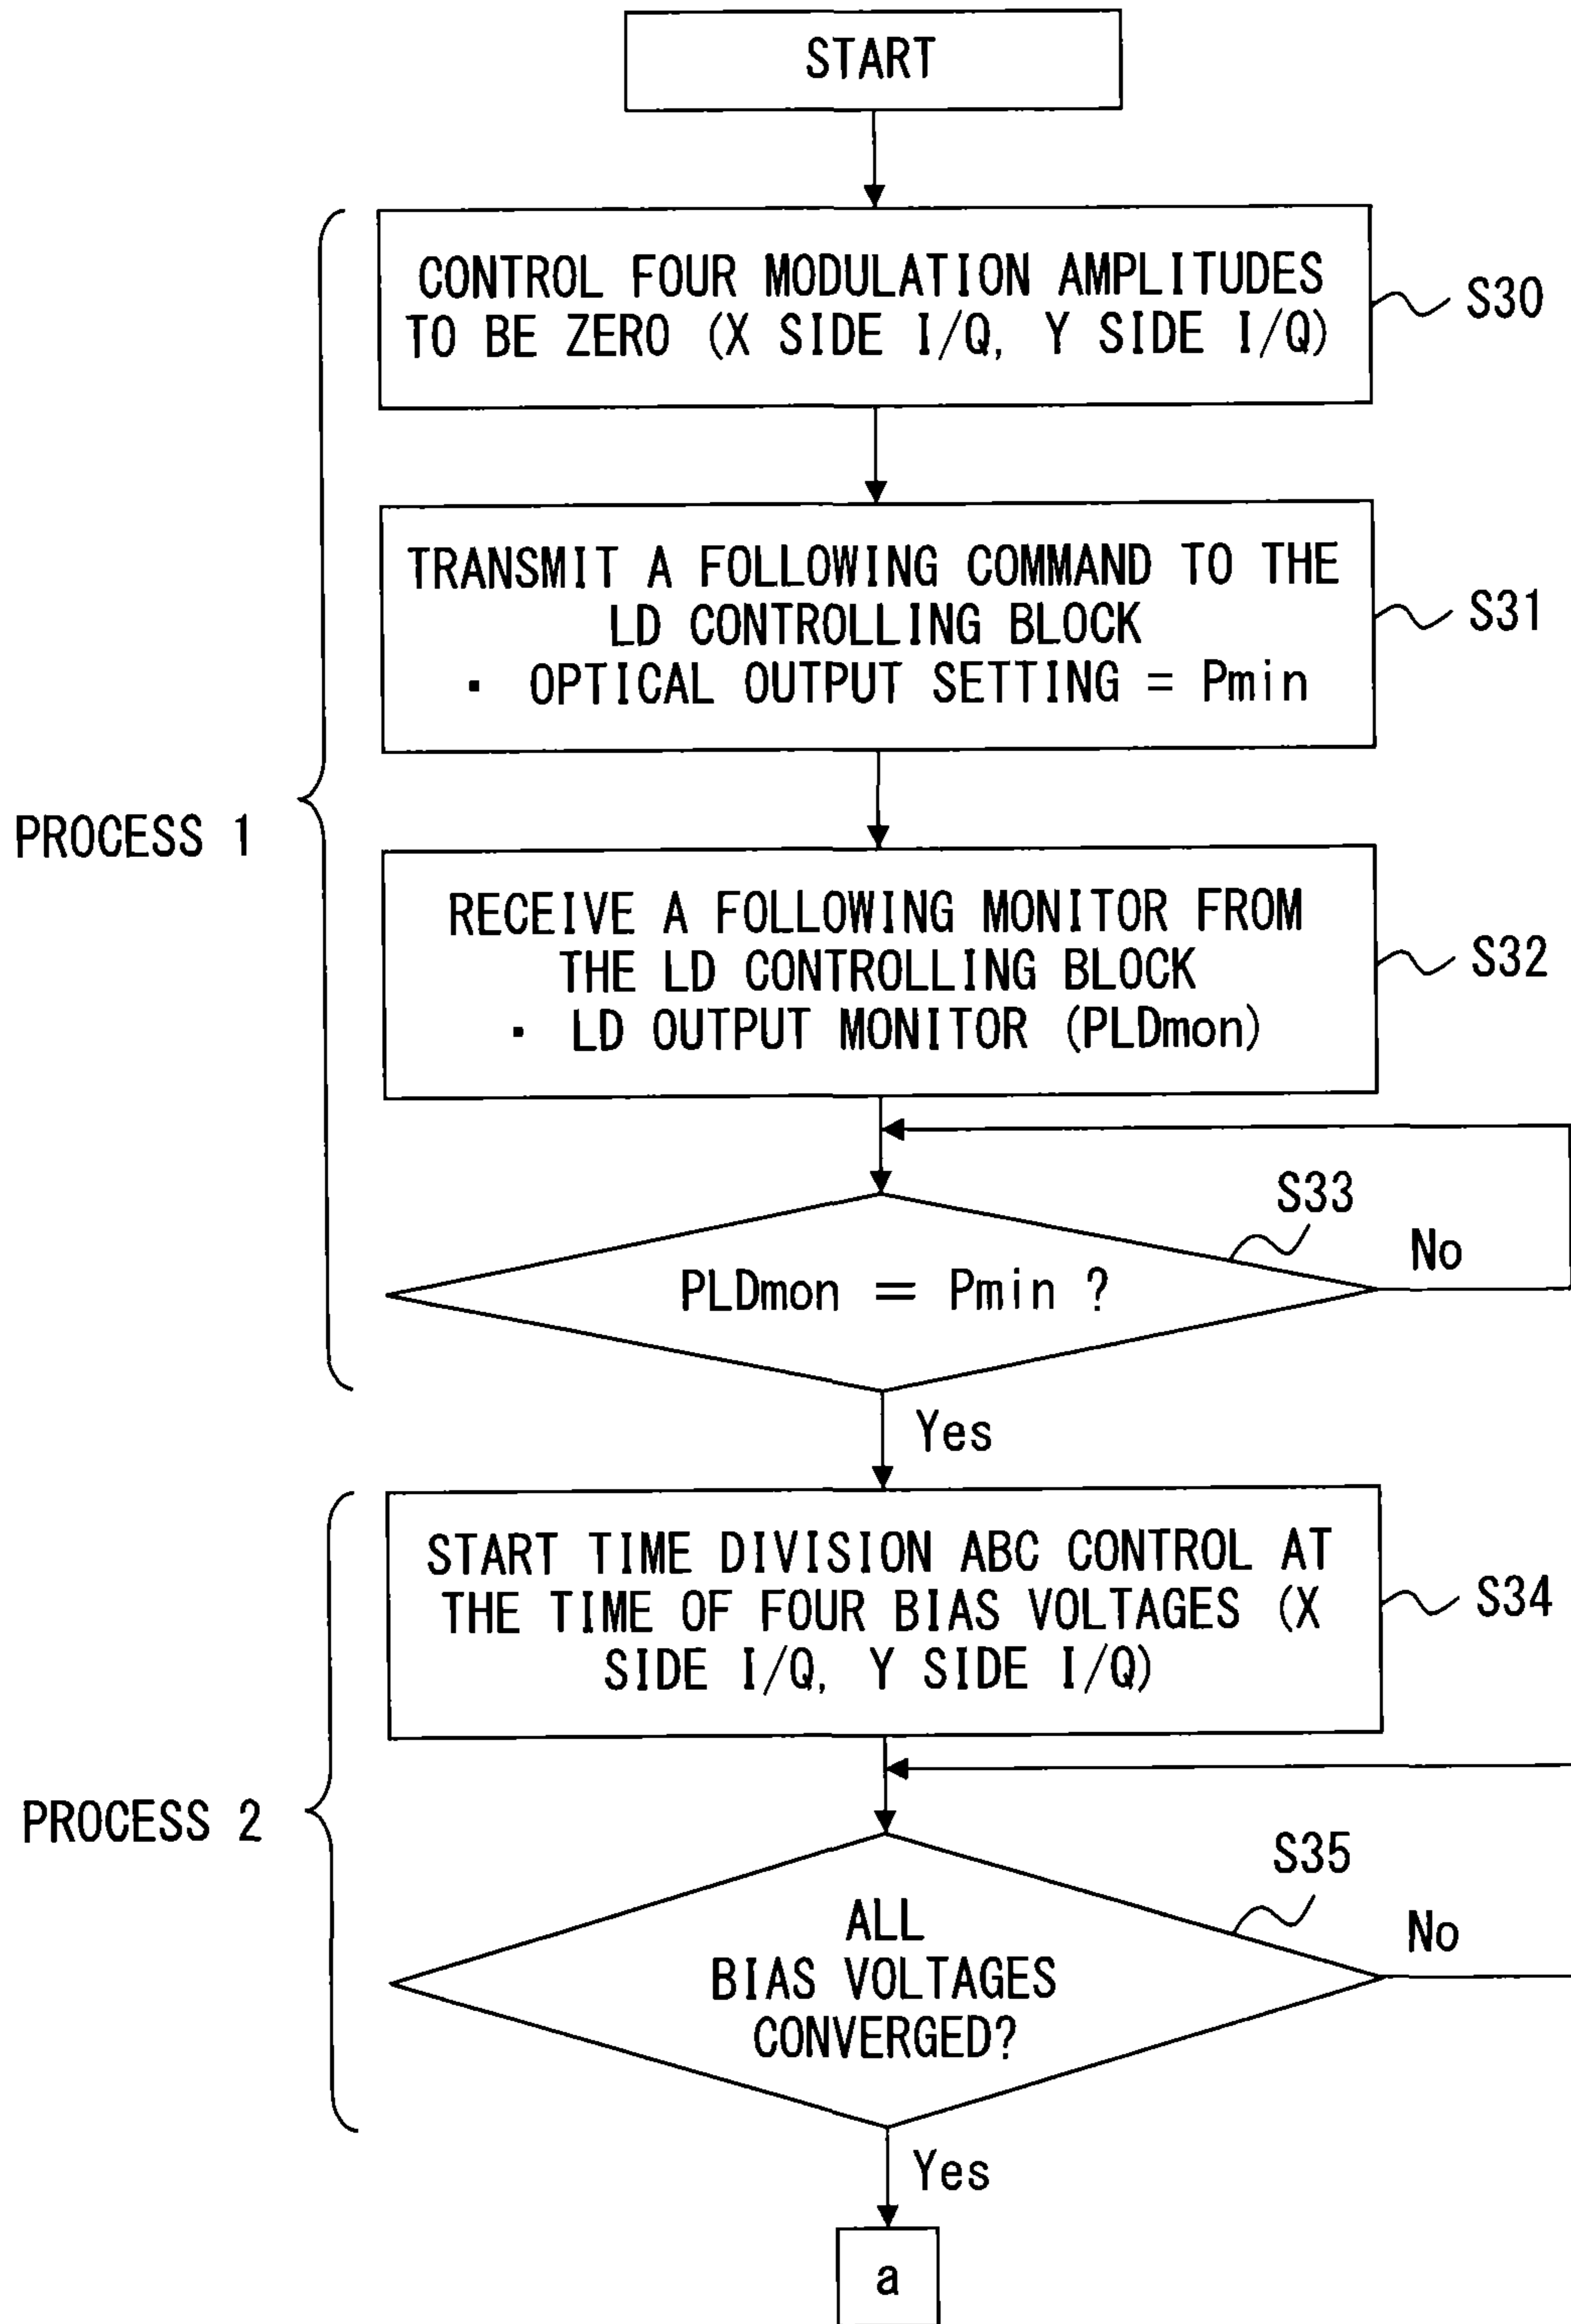 START
CONTROL FOUR MODULATION AMPLITUDES
TO BE ZERO (X SIDE I/Q, Y SIDE I/Q)
S30
TRANSMIT A FOLLOWING COMMAND TO THE
LD CONTROLLING BLOCK
・ OPTICAL OUTPUT SETTING = Pmin
S31
PROCESS 1
RECEIVE A FOLLOWING MONITOR FROM
THE LD CONTROLLING BLOCK
・ LD OUTPUT MONITOR (PLDmon)
S32
S33
PLDmon = Pmin ?
No
Yes
START TIME DIVISION ABC CONTROL AT
THE TIME OF FOUR BIAS VOLTAGES (X
SIDE I/Q, Y SIDE I/Q)
S34
PROCESS 2
S35
ALL
BIAS VOLTAGES
CONVERGED?
No
Yes
a